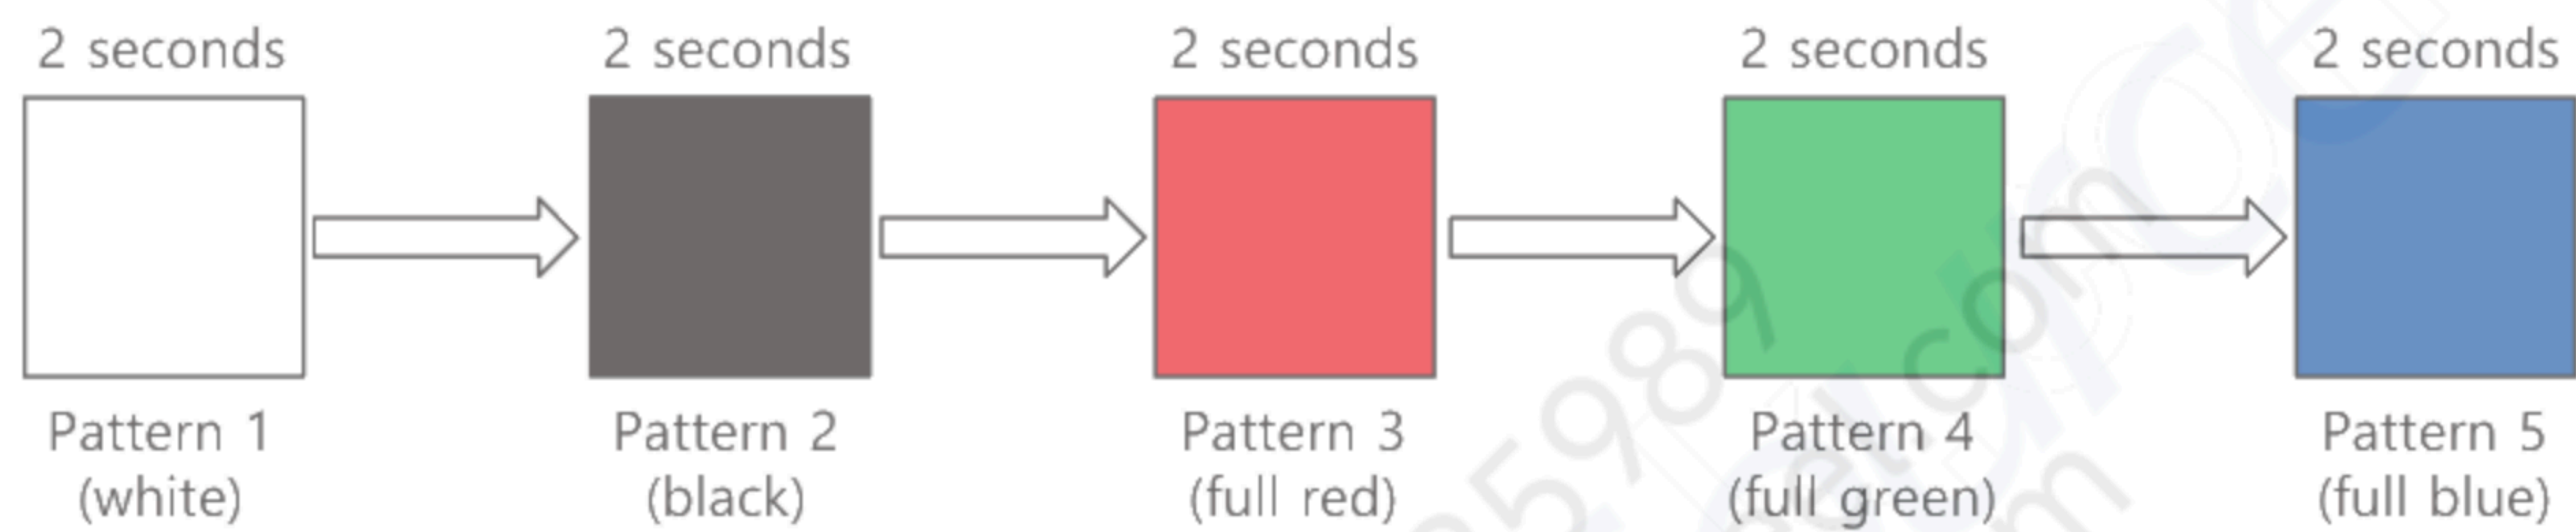 2 seconds 2 seconds 2 seconds 2 seconds 2 seconds
Pattern 1 Pattern 2 Pattern 3 Pattern 4 Pattern 5
(white) (black) (full red) (full green) (full blue)